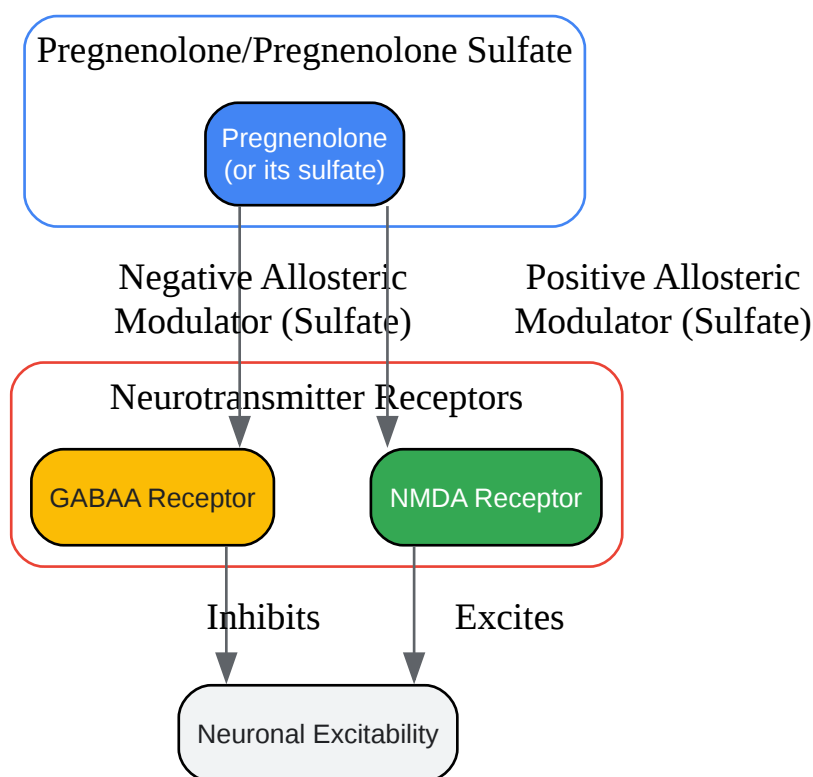 Pregnenolone/Pregnenolone Sulfate
Pregnenolone
(or its sulfate)
Negative Allosteric
Modulator (Sulfate)
Positive Allosteric
Modulator (Sulfate)
Neurotransmitter Receptors
GABAA Receptor
NMDA Receptor
Inhibits
Excites
Neuronal Excitability